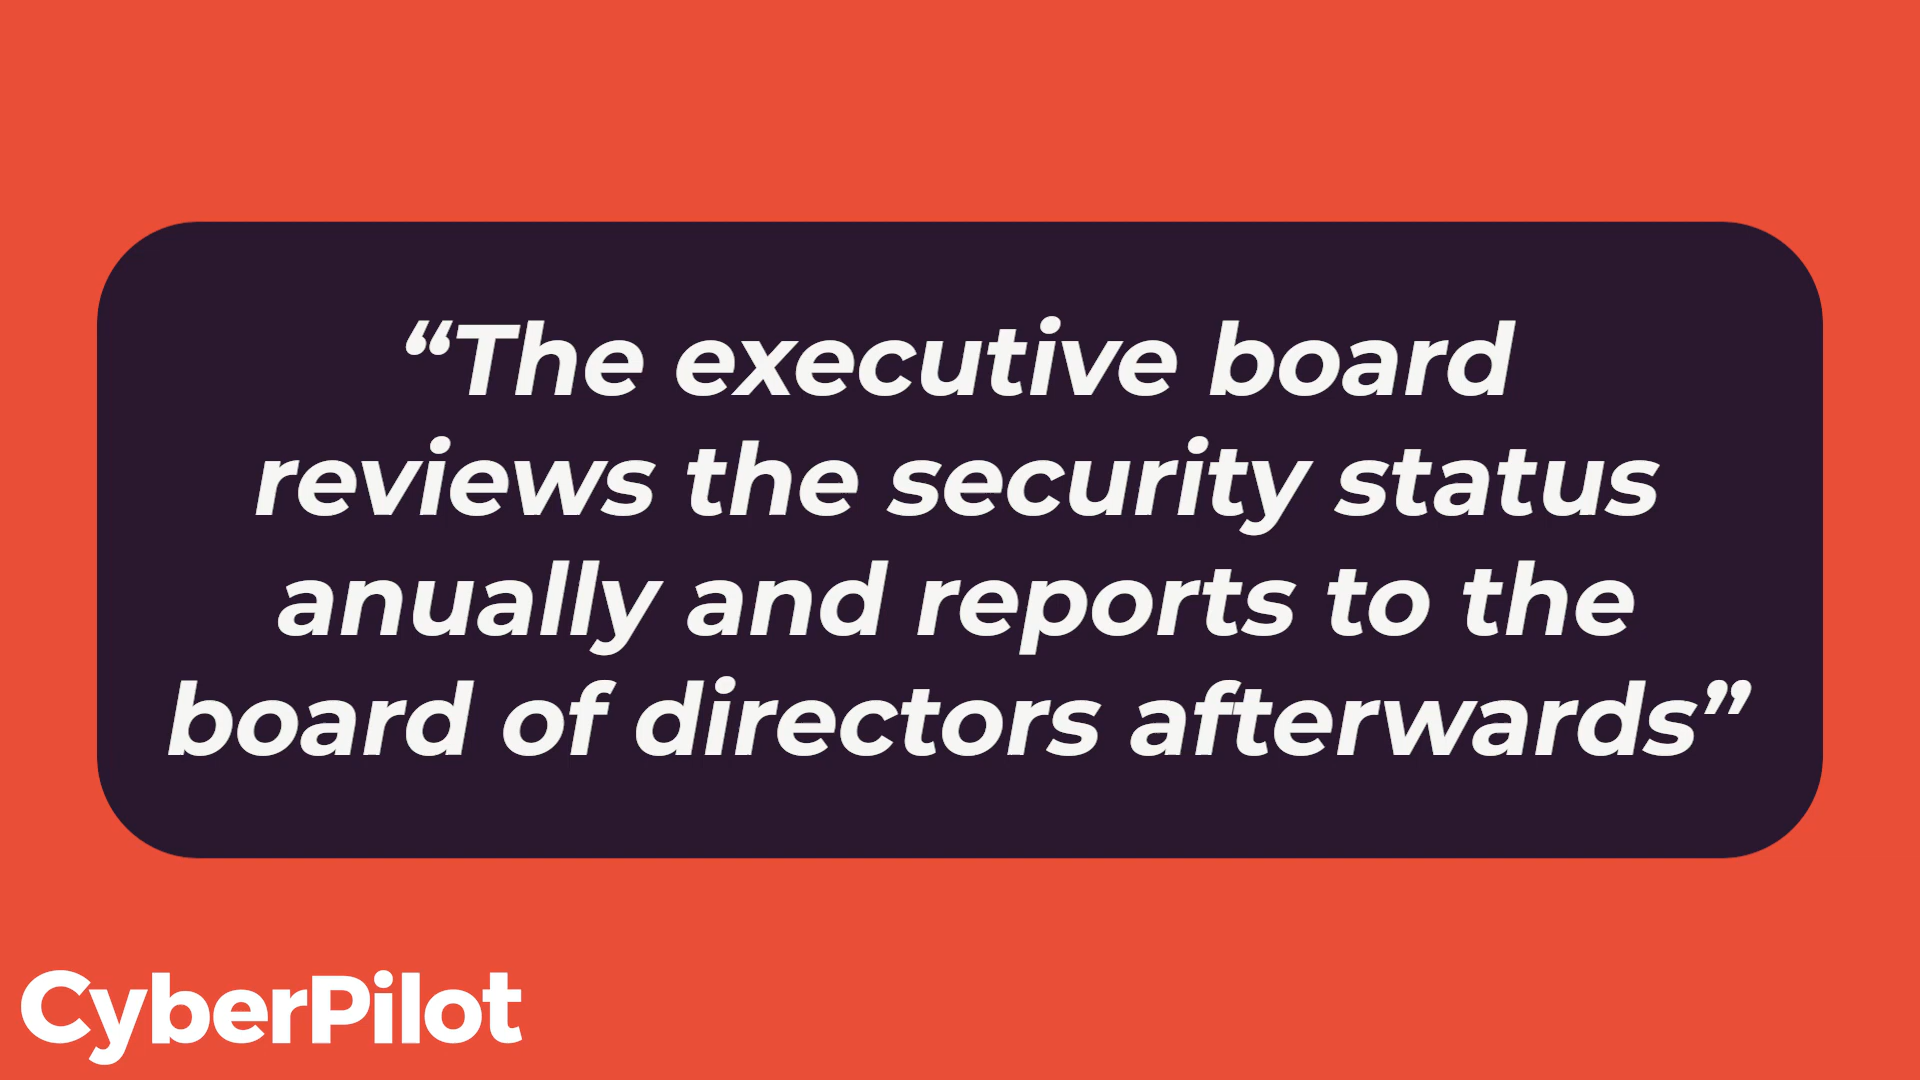 “The executive board
reviews the security status
anually and reports to the
board of directors afterwards”
CyberPilot